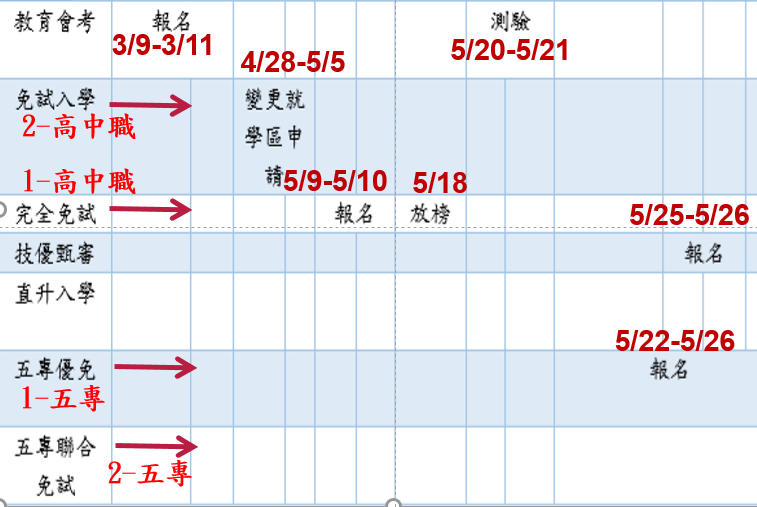 教育會考 報名 測驗
3/9-3/11 4/28-5/5 5/20-5/21
免試入學 變更就
2-高中職 學區申
1-高中職 請5/9-5/10 5/18
完全免試 報名 放榜 5/25-5/26
技優甄審 報名
直升入學
5/22-5/26
五專優免 報名
1-五專
五專聯合
2-五專
免試